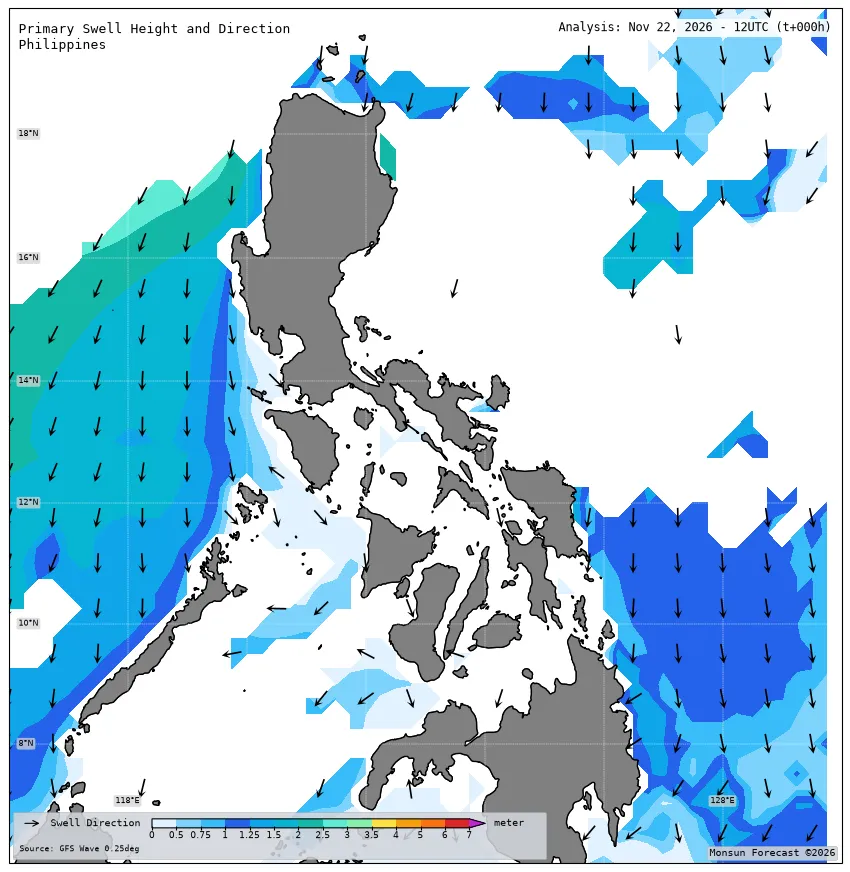 Primary Swell Height and Direction
Philippines
Analysis: Nov 22, 2026 - 12UTC (t+000h)
18°N
16°N
14°N
12°N
10°N
8°N
118°E
128°E
Swell Direction
0 0.5 0.75 1 1.25 1.5 2 2.5 3 3.5 4 5 6 7
meter
Source: GFS Wave 0.25deg
Monsun Forecast ©2026